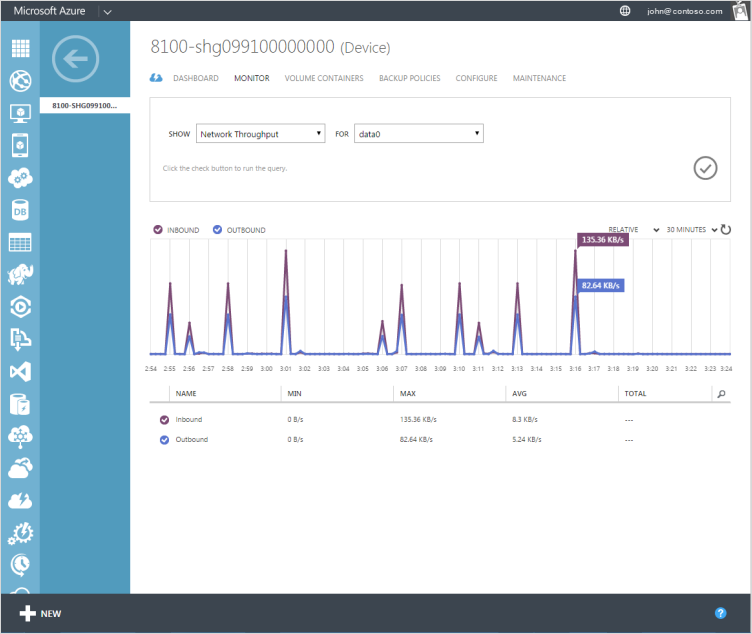 Microsoft Azure
john@contoso.com
8100-shg099100000000 (Device)
DASHBOARD MONITOR VOLUME CONTAINERS BACKUP POLICIES CONFIGURE MAINTENANCE
8100-SHG099100...
SHOW Network Throughput FOR data0
Click the check button to run the query.
DB
INBOUND OUTBOUND RELATIVE 30 MINUTES
135.36 KB/s
82.64 KB/s
2:54 2:55 2:56 2:57 2:58 2:59 3:00 3:01 3:02 3:03 3:04 3:05 3:06 3:07 3:08 3:09 3:10 3:11 3:12 3:13 3:14 3:15 3:16 3:17 3:18 3:19 3:20 3:21 3:22 3:23 3:24
NAME MIN MAX AVG TOTAL
Inbound 0 B/s 135.36 KB/s 8.3 KB/s ---
Outbound 0 B/s 82.64 KB/s 5.24 KB/s ---
NEW
?